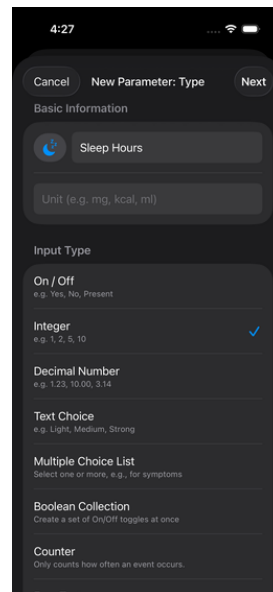 4:27
Cancel
New Parameter: Type
Next
Basic Information
Sleep Hours
Unit (e.g. mg, kcal, ml)
Input Type
On / Off
e.g. Yes, No, Present
Integer
e.g. 1, 2, 5, 10
Decimal Number
e.g. 1.23, 10.00, 3.14
Text Choice
e.g. Light, Medium, Strong
Multiple Choice List
Select one or more, e.g., for symptoms
Boolean Collection
Create a set of On/Off toggles at once
Counter
Only counts how often an event occurs.